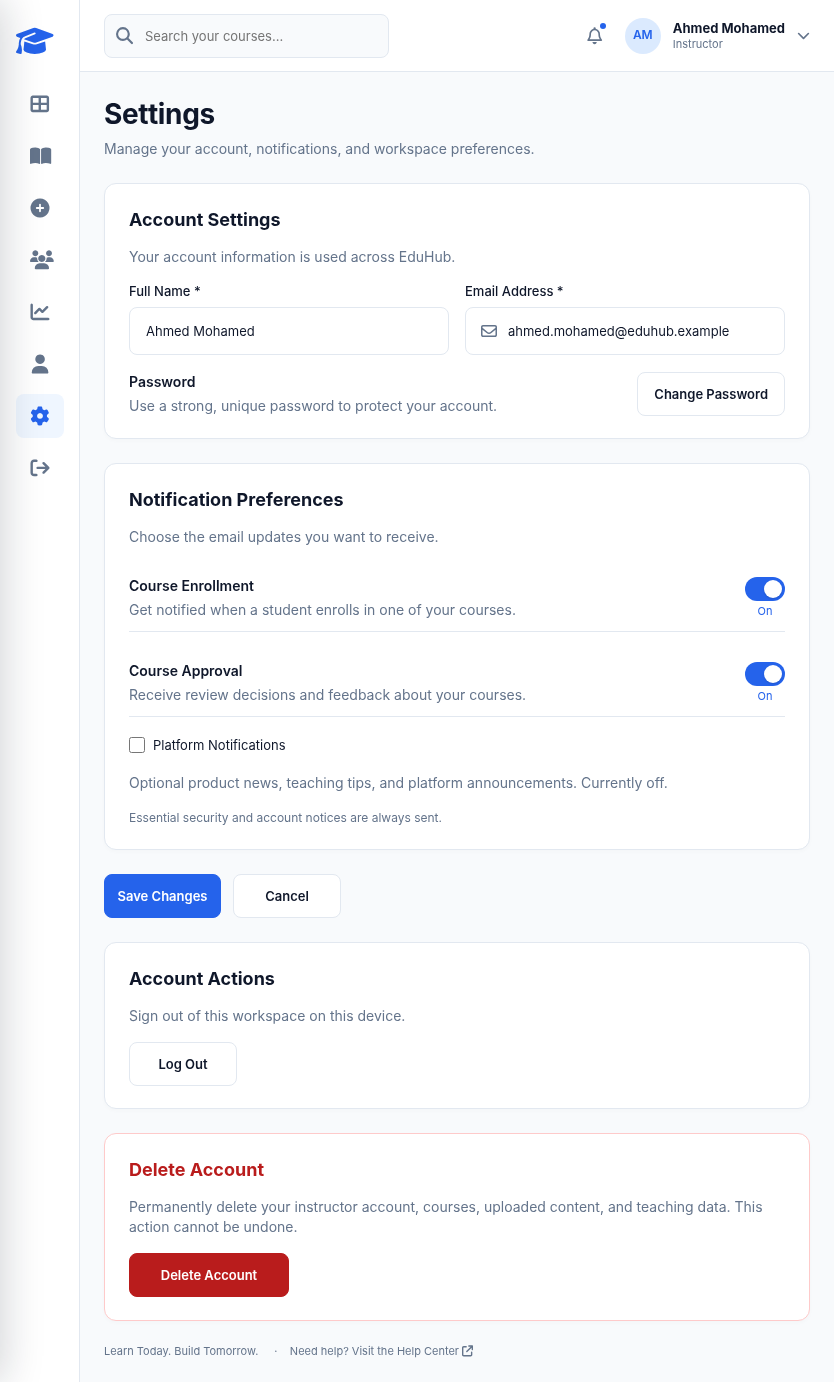 Search your courses...
AM
Ahmed Mohamed
Instructor
Settings
Manage your account, notifications, and workspace preferences.
Account Settings
Your account information is used across EduHub.
Full Name *
Email Address *
Ahmed Mohamed
ahmed.mohamed@eduhub.example
Password
Use a strong, unique password to protect your account.
Change Password
Notification Preferences
Choose the email updates you want to receive.
Course Enrollment
Get notified when a student enrolls in one of your courses.
On
Course Approval
Receive review decisions and feedback about your courses.
On
Platform Notifications
Optional product news, teaching tips, and platform announcements. Currently off.
Essential security and account notices are always sent.
Save Changes
Cancel
Account Actions
Sign out of this workspace on this device.
Log Out
Delete Account
Permanently delete your instructor account, courses, uploaded content, and teaching data. This
action cannot be undone.
Delete Account
Learn Today. Build Tomorrow. · Need help? Visit the Help Center